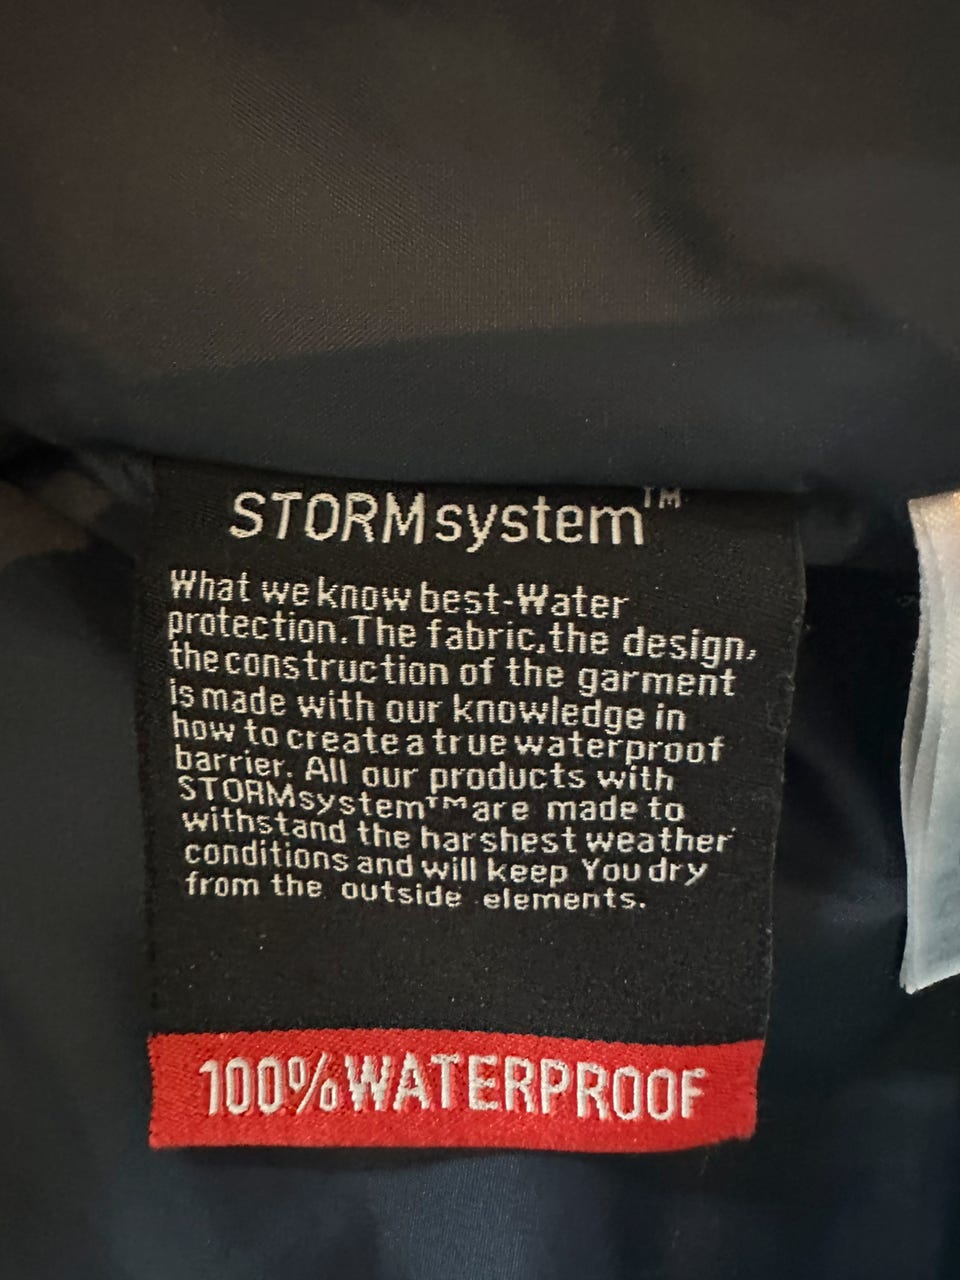 STORMsystem™
What we know best-Water
protection.The fabric,the design,
the construction of the garment
is made with our knowledge in
how to create a true waterproof
barrier. All our products with
STORMsystem™are made to
withstand the harshest weather
conditions and will keep You dry
from the outside elements.
100%WATERPROOF